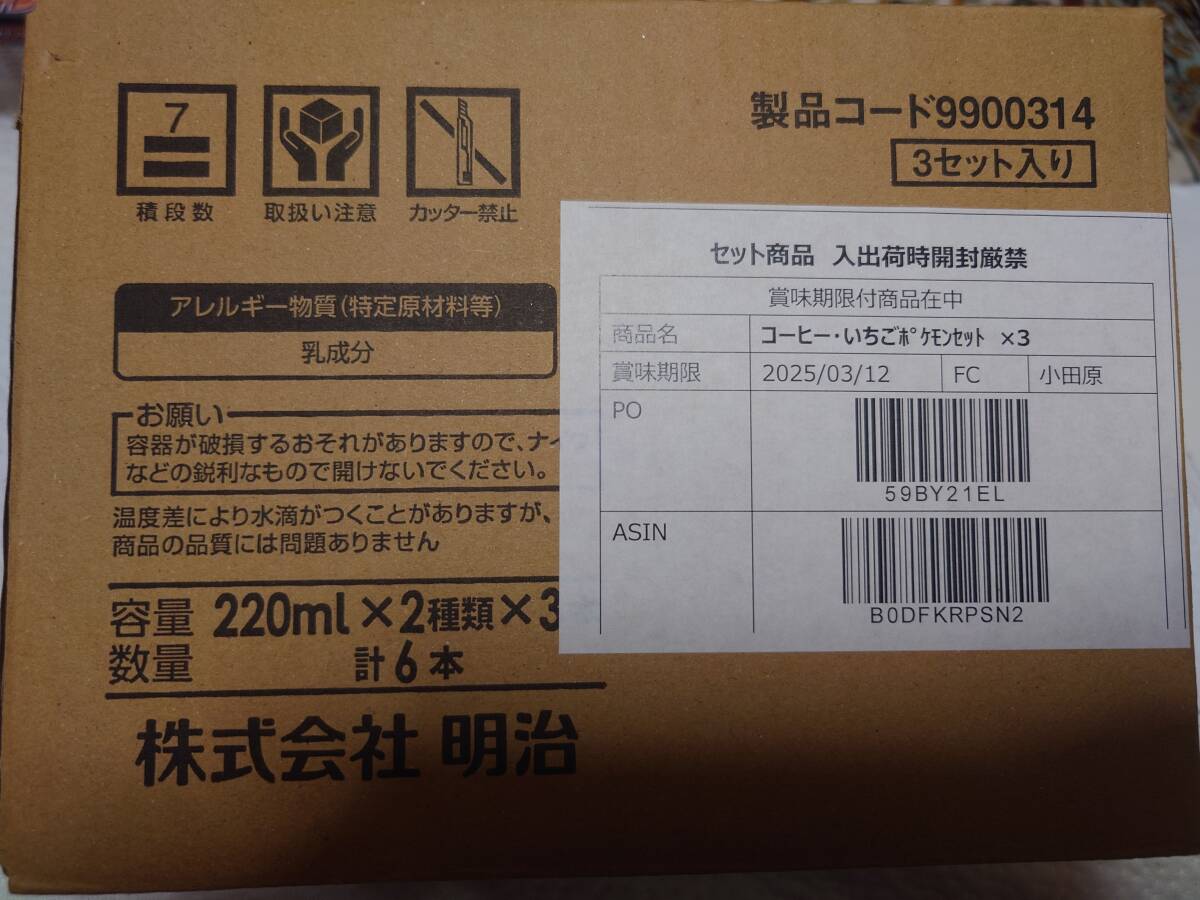 7
積段数
取扱い注意
カッター禁止
製品コード9900314
3セット入り
アレルギー物質(特定原材料等)
乳成分
お願い
容器が破損するおそれがありますので、ナイ
などの鋭利なもので開けないでください。
温度差により水滴がつくことがありますが、
商品の品質には問題ありません
容量 220ml×2種類×3
数量 計6本
株式会社 明治
セット商品 入出荷時開封厳禁
賞味期限付商品在中
商品名 コーヒー・いちごポケモンセット ×3
賞味期限 2025/03/12 FC 小田原
PO
59BY21EL
ASIN
B0DFKRPSN2